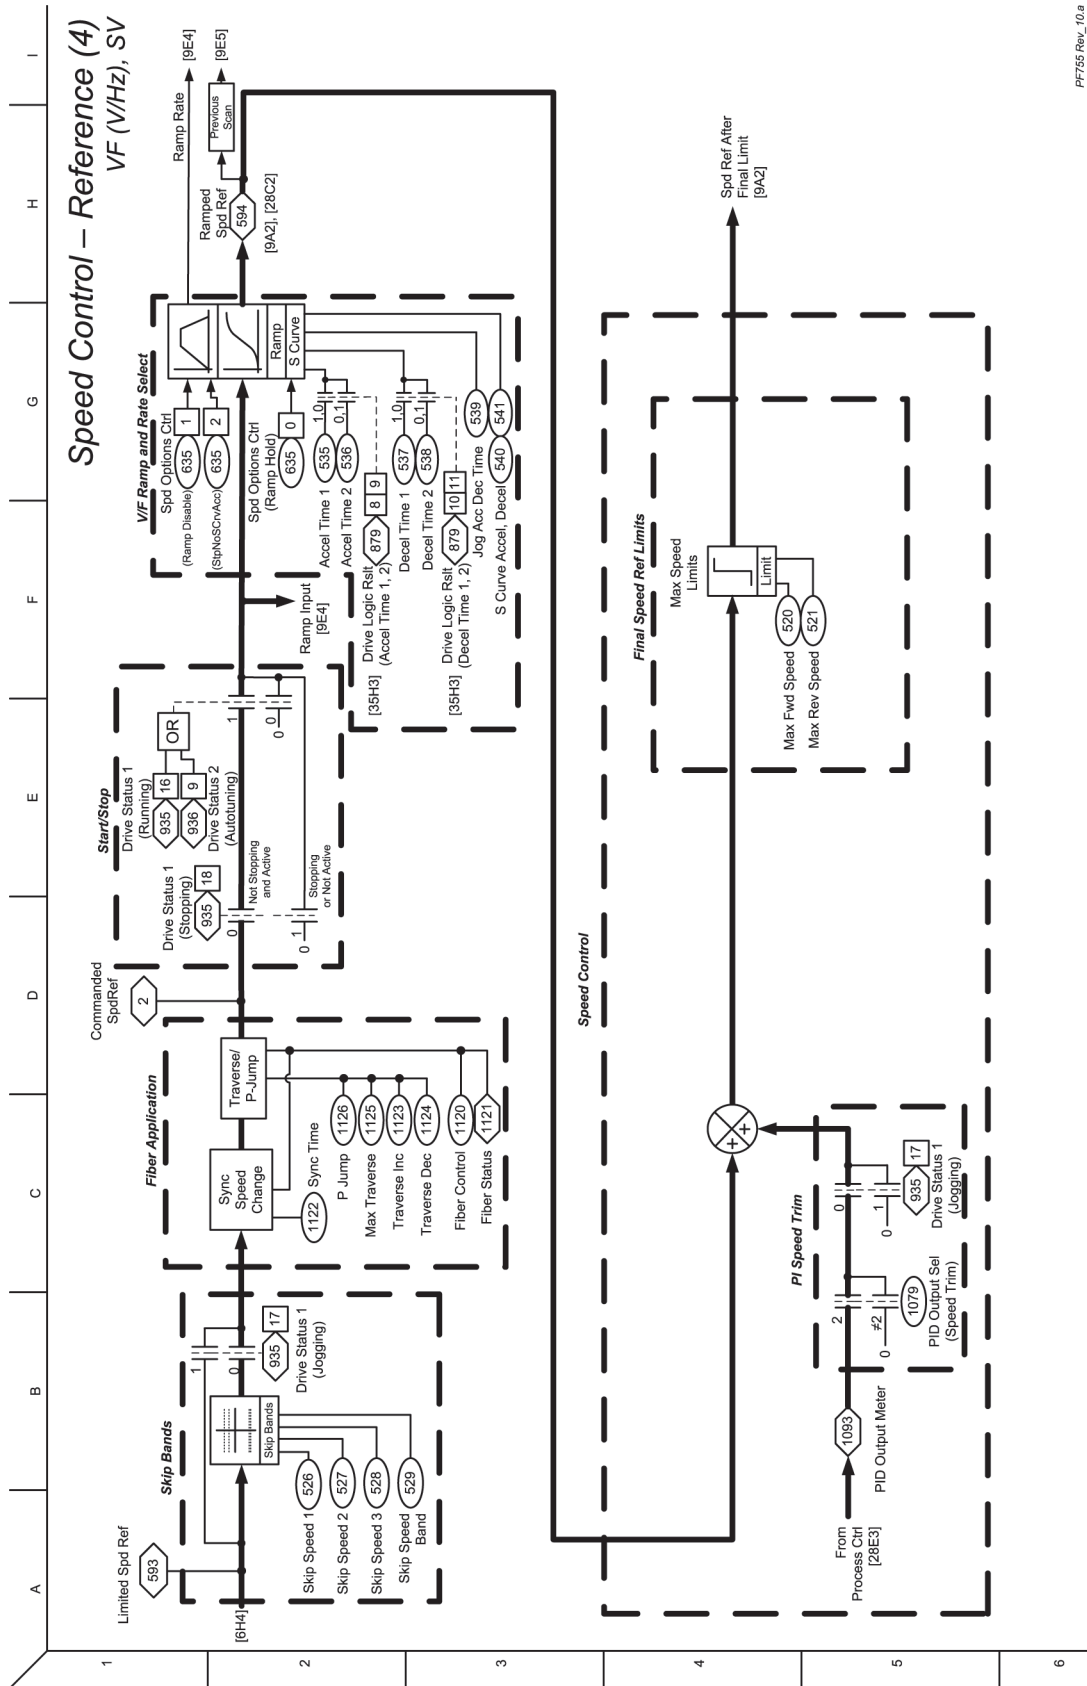 Speed Control – Reference (4)
VF (V/Hz), SV
A
B
C
D
E
F
G
H
I
1
2
3
4
5
6
Limited Spd Ref
593
[6H4]
Skip Bands
Skip Bands
Skip Speed 1
526
Skip Speed 2
527
Skip Speed 3
528
Skip Speed
Band
529
1
0
935
17
Drive Status 1
(Jogging)
Fiber Application
Sync
Speed
Change
Traverse/
P-Jump
1122
Sync Time
P Jump
1126
Max Traverse
1125
Traverse Inc
1123
Traverse Dec
1124
Fiber Control
1120
Fiber Status
1121
Commanded
SpdRef
2
Start/Stop
Drive Status 1
(Stopping)
935
18
0
Not Stopping
and Active
0
1
Stopping
or Not Active
Drive Status 1
(Running)
935
16
936
9
Drive Status 2
(Autotuning)
OR
1
0
0
Ramp Input
[9E4]
V/F Ramp and Rate Select
Spd Options Ctrl
(Ramp Disable)
635
1
(StpNoSCrvAcc)
635
2
Spd Options Ctrl
(Ramp Hold)
635
0
Ramp
S Curve
Accel Time 1
535
1,0
Accel Time 2
536
0,1
[35H3]
Drive Logic Rslt
(Accel Time 1, 2)
879
8
9
Decel Time 1
537
1,0
Decel Time 2
538
0,1
[35H3]
Drive Logic Rslt
(Decel Time 1, 2)
879
10
11
Jog Acc Dec Time
539
S Curve Accel, Decel
540
541
Ramp Rate
[9E4]
Ramped
Spd Ref
594
[9A2], [28C2]
Previous
Scan
[9E5]
Speed Control
From
Process Ctrl
[28E3]
1093
PID Output Meter
PI Speed Trim
2
≠2
0
1079
PID Output Sel
(Speed Trim)
0
1
0
935
17
Drive Status 1
(Jogging)
+
+
Final Speed Ref Limits
Max Speed
Limits
Limit
Max Fwd Speed
520
Max Rev Speed
521
Spd Ref After
Final Limit
[9A2]
PF755 Rev_10.a